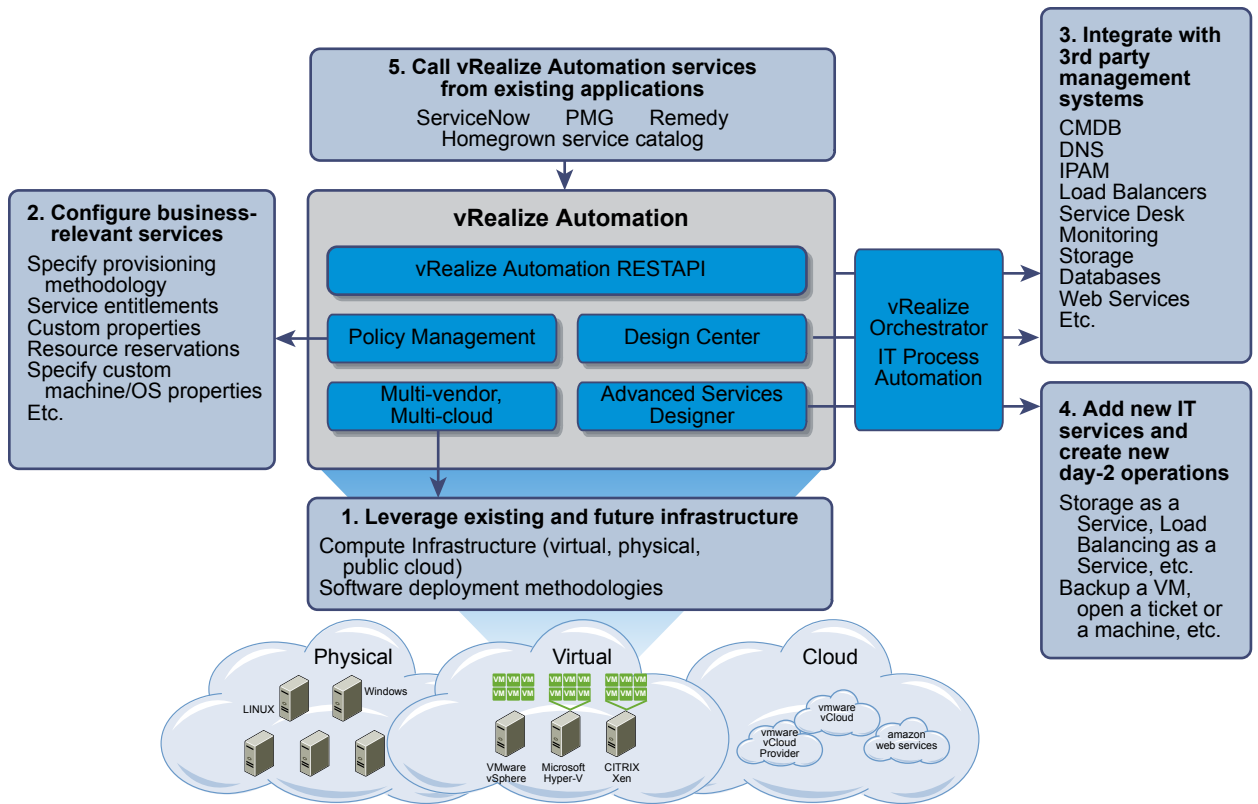 5. Call vRealize Automation services
from existing applications
ServiceNow PMG Remedy
Homegrown service catalog
3. Integrate with
3rd party
management
systems
CMDB
DNS
IPAM
Load Balancers
Service Desk
Monitoring
Storage
Databases
Web Services
Etc.
2. Configure business-
relevant services
Specify provisioning
methodology
Service entitlements
Custom properties
Resource reservations
Specify custom
machine/OS properties
Etc.
vRealize Automation
vRealize Automation RESTAPI
Policy Management
Design Center
Multi-vendor,
Multi-cloud
Advanced Services
Designer
vRealize
Orchestrator
IT Process
Automation
4. Add new IT
services and
create new
day-2 operations
Storage as a
Service, Load
Balancing as a
Service, etc.
Backup a VM,
open a ticket or
a machine, etc.
1. Leverage existing and future infrastructure
Compute Infrastructure (virtual, physical,
public cloud)
Software deployment methodologies
Physical
LINUX
Windows
Virtual
VM VM VM
VM VM VM
VM VM VM
VM VM VM
VM VM VM
VM VM VM
VMware
vSphere
Microsoft
Hyper-V
CITRIX
Xen
Cloud
vmware
vCloud
vmware
vCloud
Provider
amazon
web services